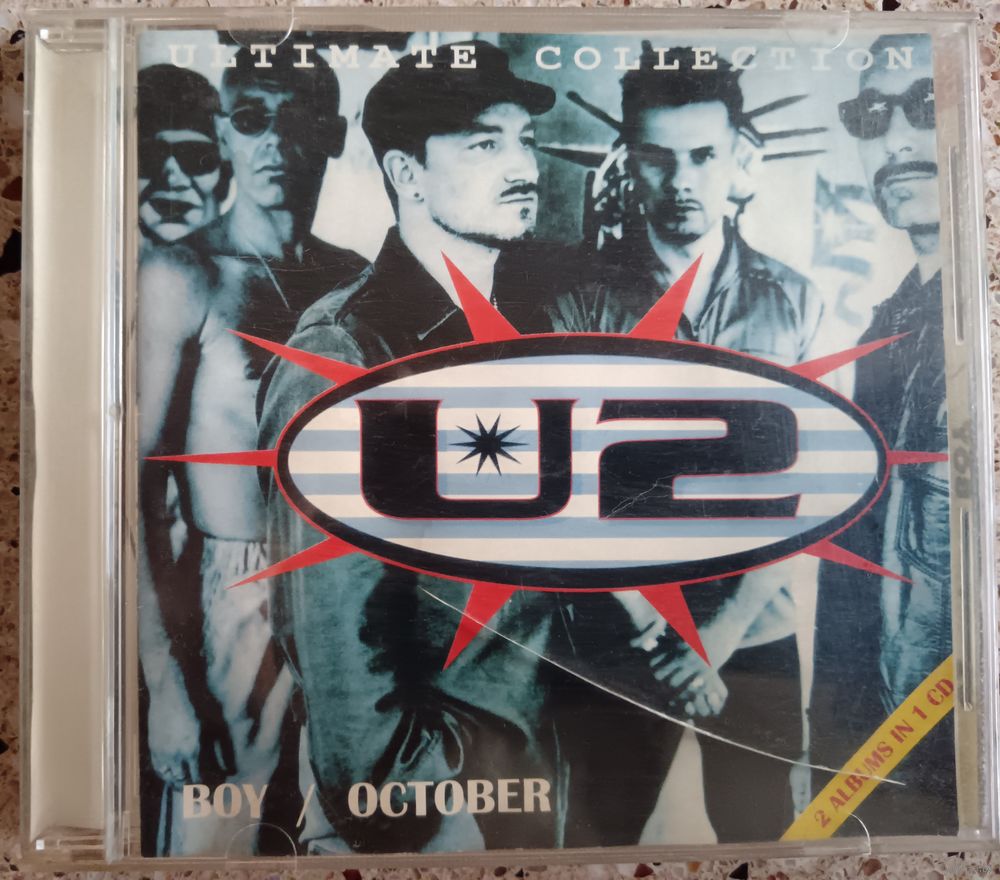 ULTIMATE COLLECTION
U2
BOY / OCTOBER
2 ALBUMS IN 1 CD